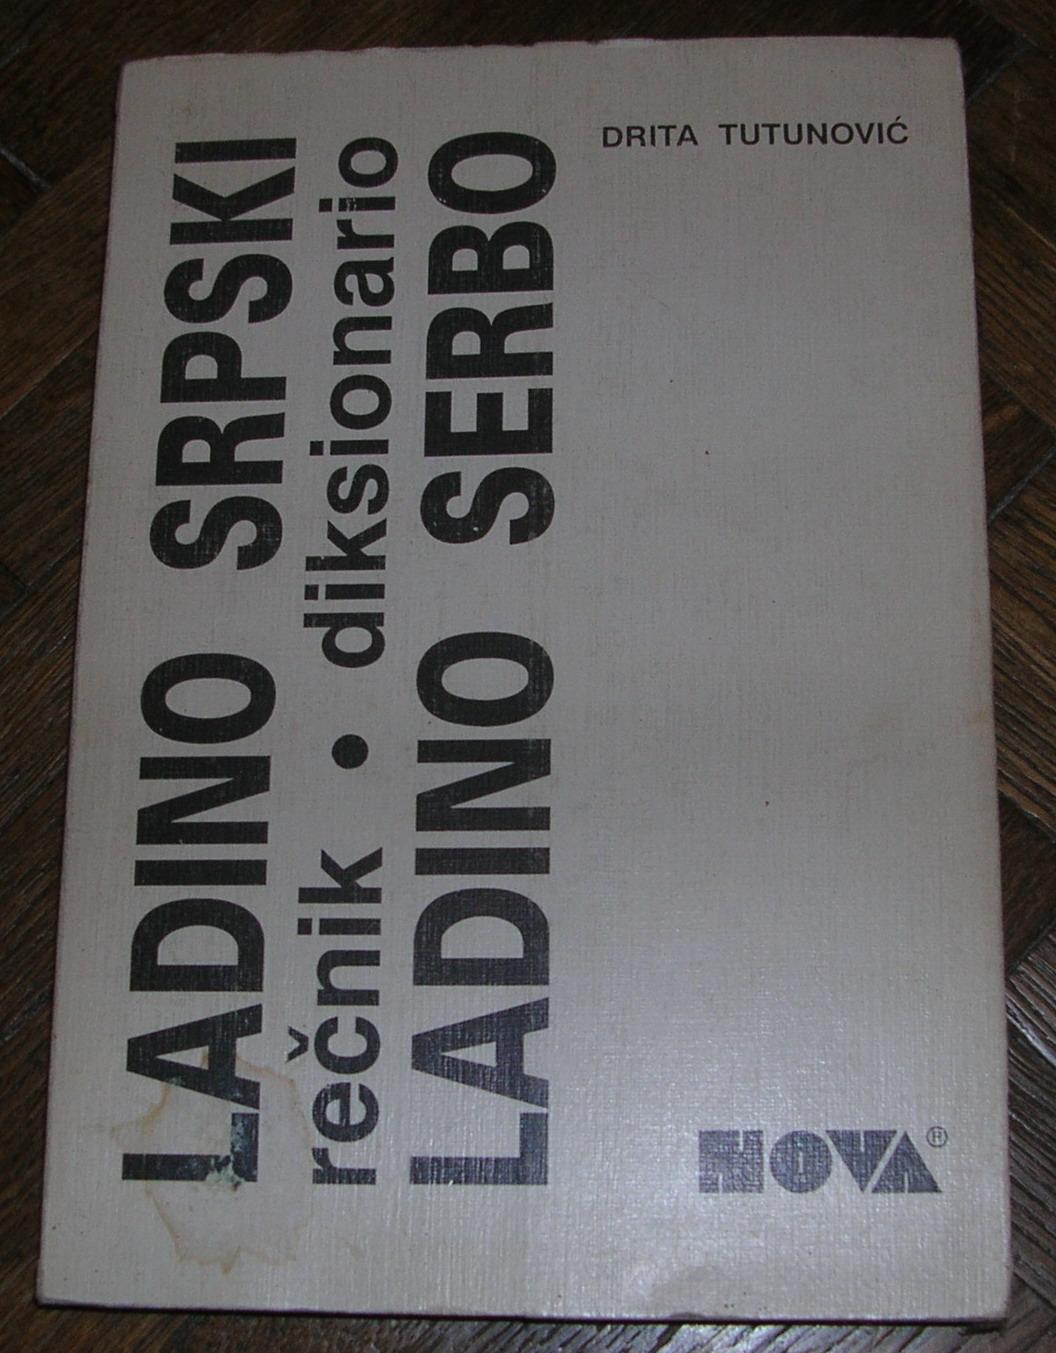 DRITA TUTUNOVIĆ
LADINO SRPSKI
rečnik • diksionario
LADINO SERBO
NOVA®